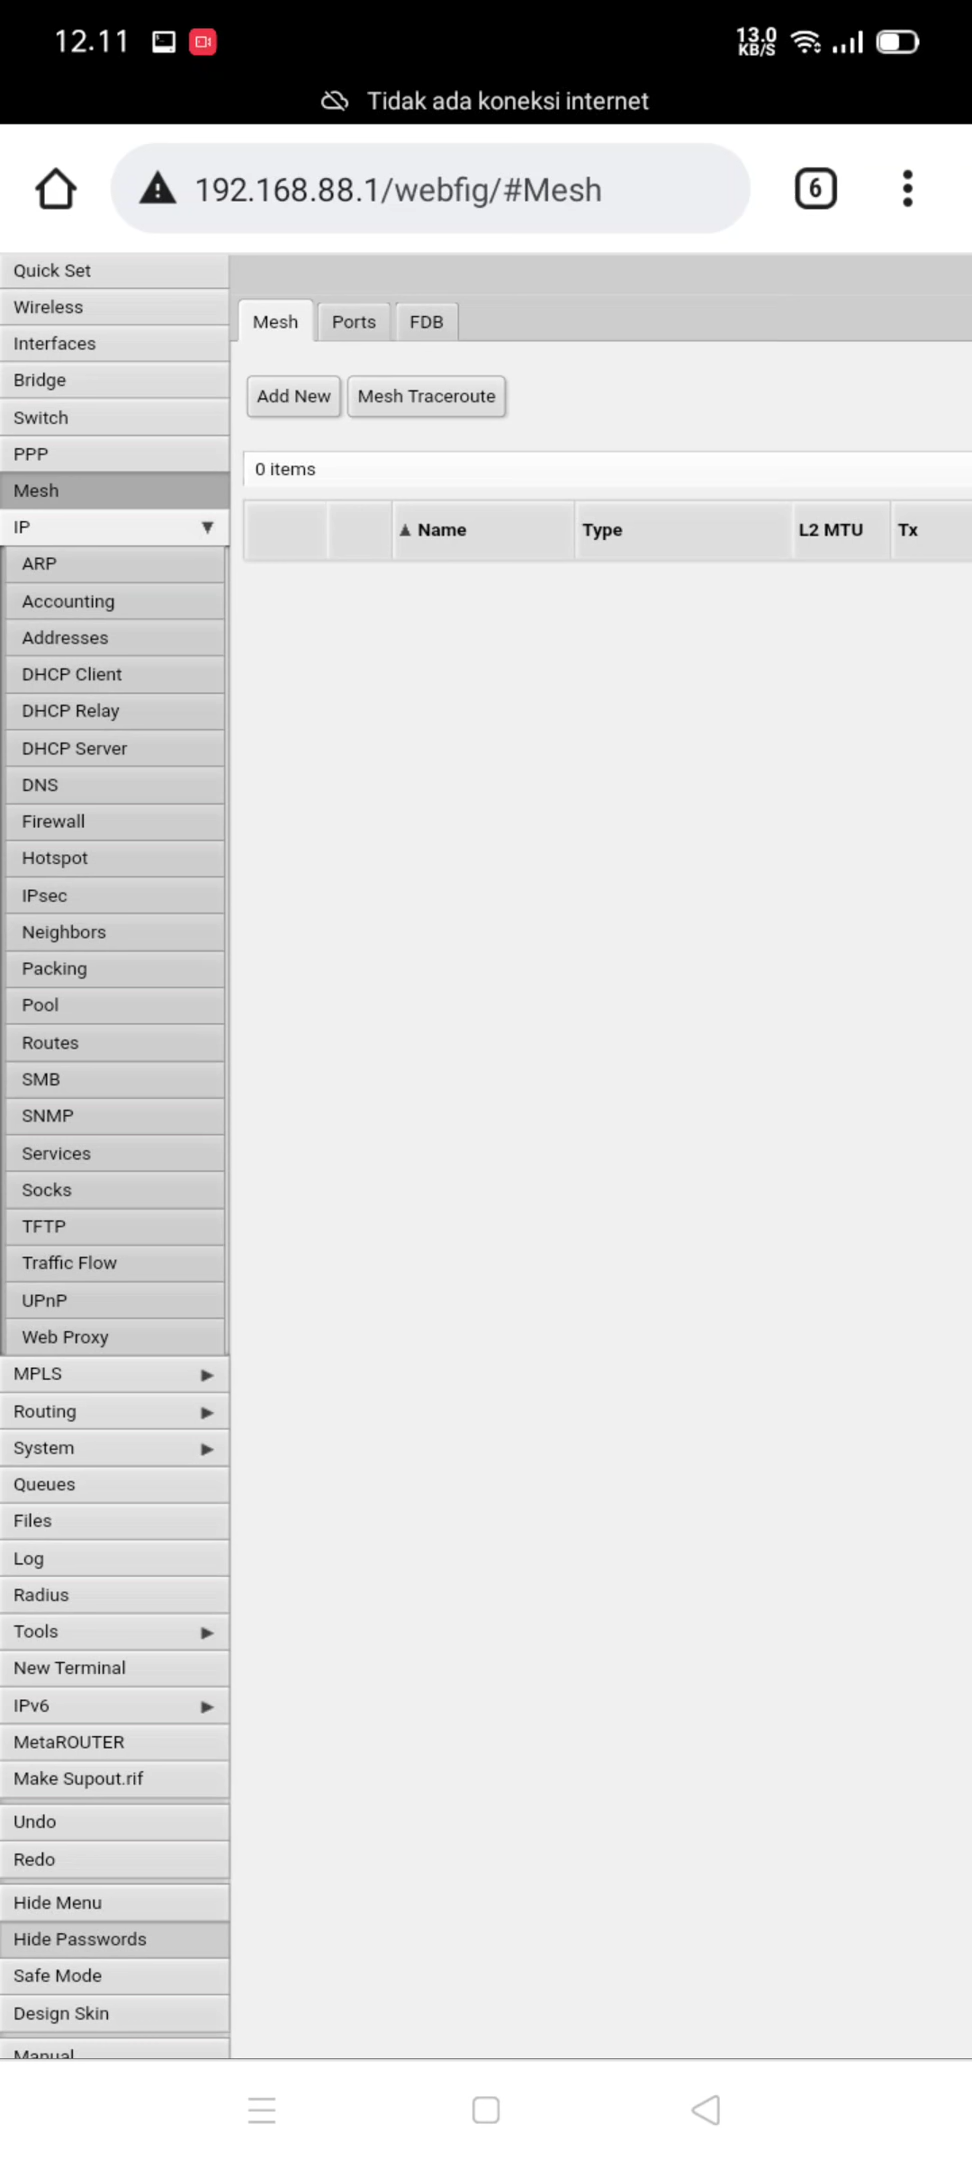 12.11
13.0
KB/S
Tidak ada koneksi internet
192.168.88.1/webfig/#Mesh
6
Quick Set
Wireless
Interfaces
Bridge
Switch
PPP
Mesh
IP
ARP
Accounting
Addresses
DHCP Client
DHCP Relay
DHCP Server
DNS
Firewall
Hotspot
IPsec
Neighbors
Packing
Pool
Routes
SMB
SNMP
Services
Socks
TFTP
Traffic Flow
UPnP
Web Proxy
MPLS
Routing
System
Queues
Files
Log
Radius
Tools
New Terminal
IPv6
MetaROUTER
Make Supout.rif
Undo
Redo
Hide Menu
Hide Passwords
Safe Mode
Design Skin
Manual
Mesh Ports FDB
Add New Mesh Traceroute
0 items
▲ Name Type L2 MTU Tx